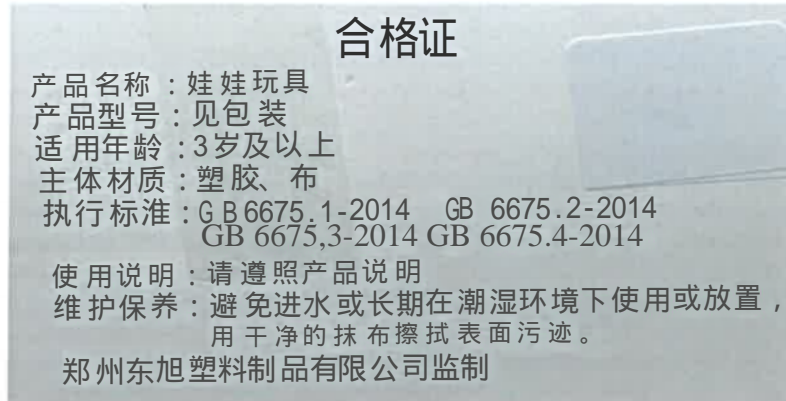 合格证
产品名称：娃娃玩具
产品型号：见包装
适用年龄：3岁及以上
主体材质：塑胶、布
执行标淮：GB6675.1-2014 GB 6675.2-2014
GB 6675,3-2014 GB 6675.4-2014
使用说明：请遵照产品说明
维护保养：避免进水或长期在潮湿环境下使用或放置，
用干净的抹布擦拭表面污迹。
郑州东旭塑料制品有限公司监制